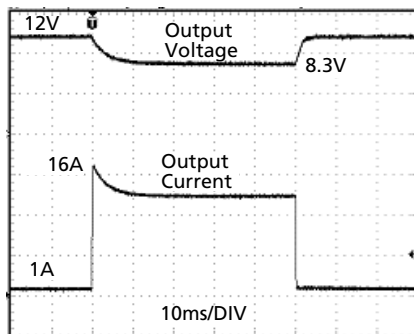 12V
Output
Voltage
8.3V
16A
Output
Current
1A
10ms/DIV